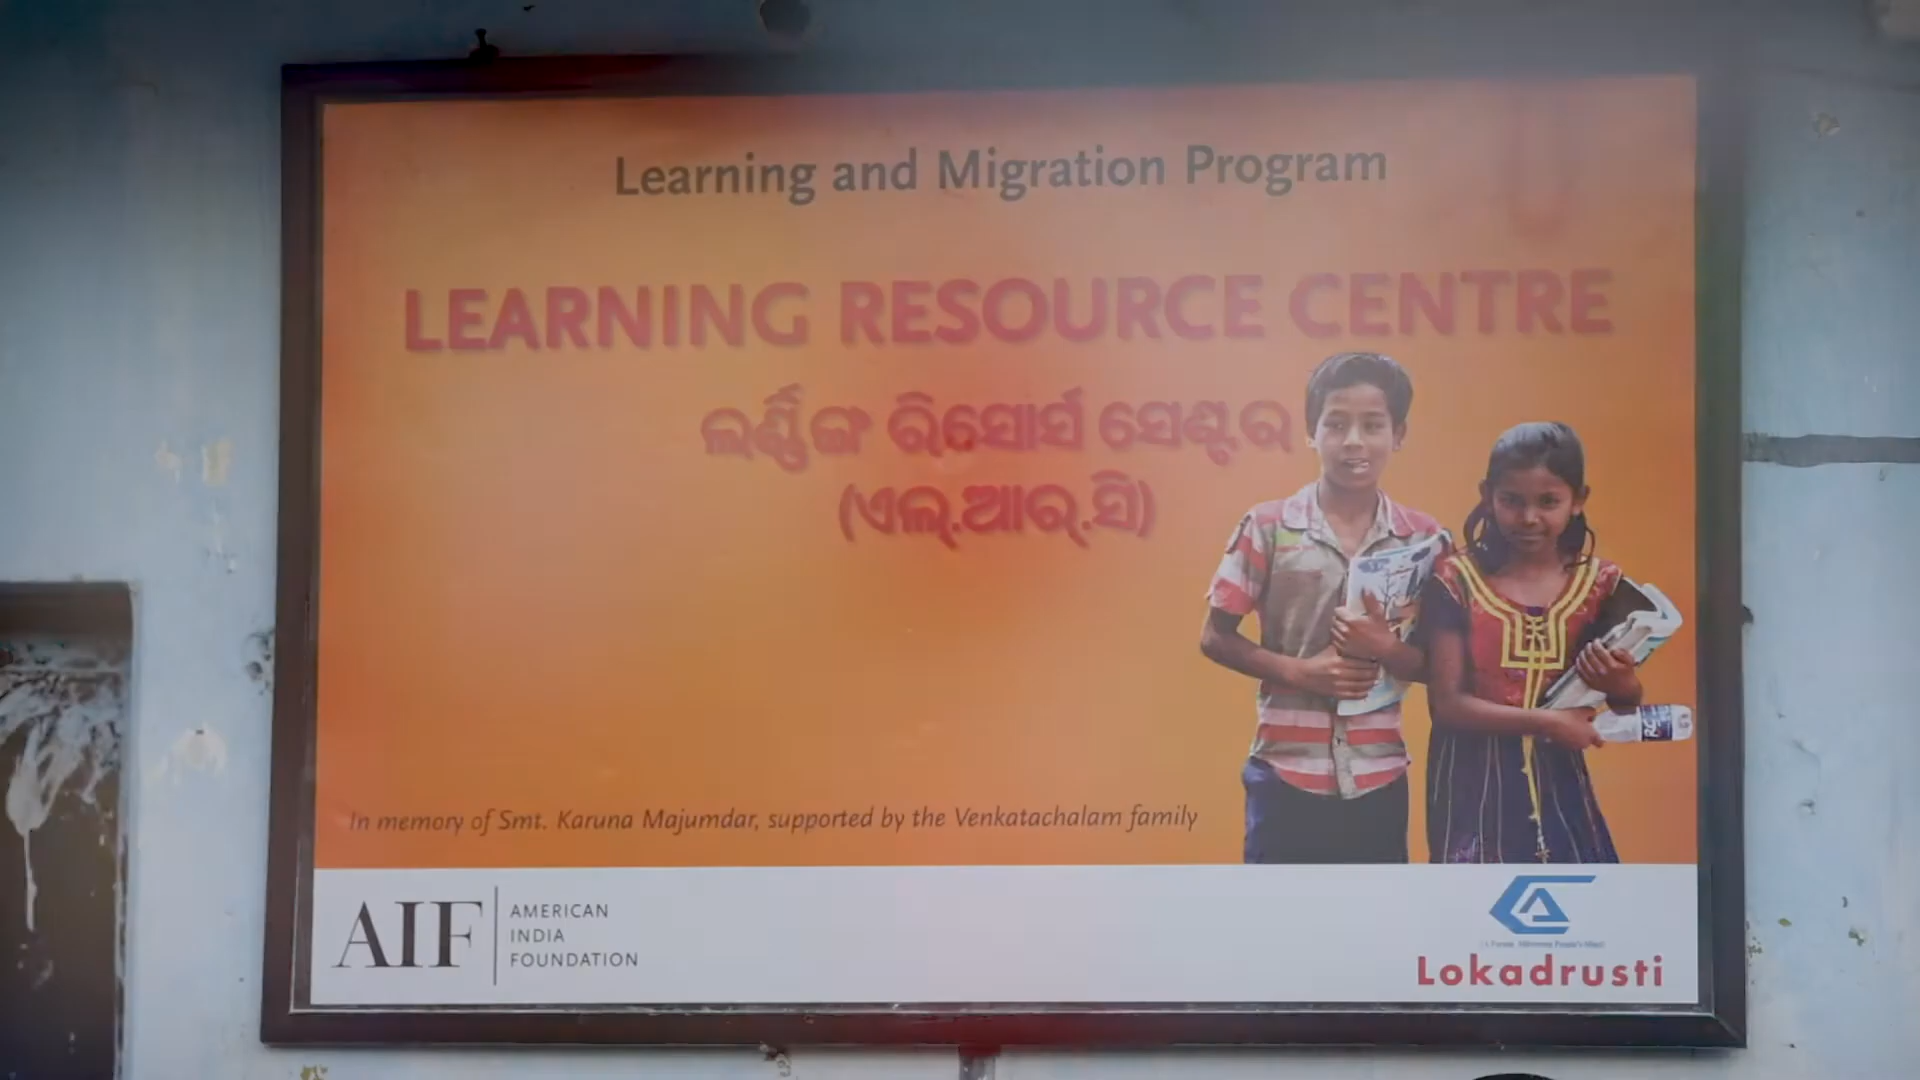 Learning and Migration Program
LEARNING RESOURCE CENTRE
ଲର୍ଣ୍ଣିଙ୍ଗ ରିସୋର୍ସ ସେଣ୍ଟର
(ଏଲ୍.ଆର୍.ସି)
In memory of Smt. Karuna Majumdar, supported by the Venkatachalam family
AIF
AMERICAN
INDIA
FOUNDATION
Lokadrusti